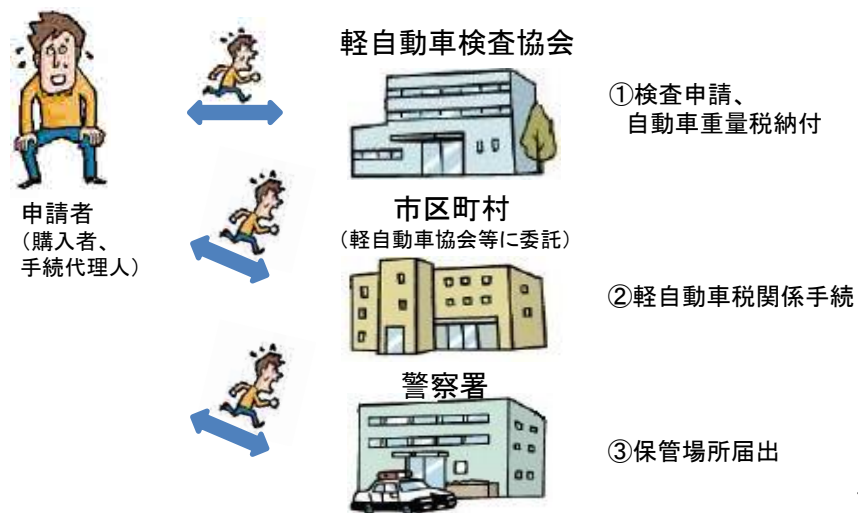 軽自動車検査協会
①検査申請、
自動車重量税納付
申請者
（購入者、
手続代理人）
市区町村
（軽自動車協会等に委託）
②軽自動車税関係手続
警察署
③保管場所届出